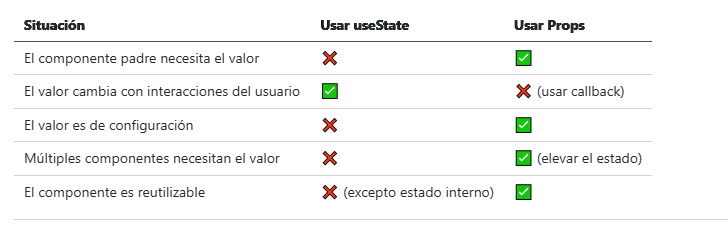 Situación Usar useState Usar Props
El componente padre necesita el valor ❌ ✅
El valor cambia con interacciones del usuario ✅ ❌ (usar callback)
El valor es de configuración ❌ ✅
Múltiples componentes necesitan el valor ❌ ✅ (elevar el estado)
El componente es reutilizable ❌ (excepto estado interno) ✅